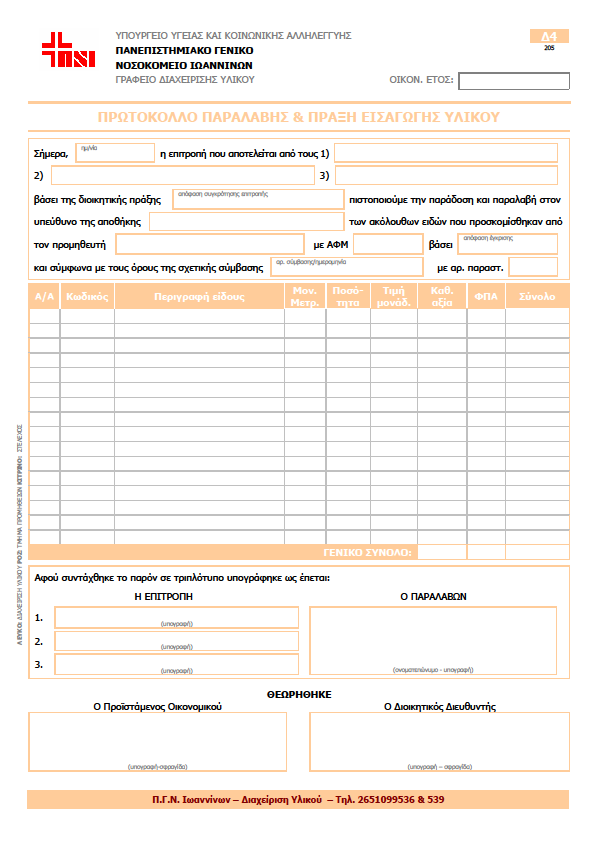 ΥΠΟΥΡΓΕΙΟ ΥΓΕΙΑΣ ΚΑΙ ΚΟΙΝΩΝΙΚΗΣ ΑΛΛΗΛΕΓΓΥΗΣ
ΠΑΝΕΠΙΣΤΗΜΙΑΚΟ ΓΕΝΙΚΟ
ΝΟΣΟΚΟΜΕΙΟ ΙΩΑΝΝΙΝΩΝ
ΓΡΑΦΕΙΟ ΔΙΑΧΕΙΡΙΣΗΣ ΥΛΙΚΟΥ
Δ4
205
ΟΙΚΟΝ. ΕΤΟΣ:
ΠΡΩΤΟΚΟΛΛΟ ΠΑΡΑΛΑΒΗΣ & ΠΡΑΞΗ ΕΙΣΑΓΩΓΗΣ ΥΛΙΚΟΥ
Σήμερα, ημ/νία η επιτροπή που αποτελείται από τους 1)
2) 3)
βάσει της διοικητικής πράξης απόφαση συγκρότησης επιτροπής πιστοποιούμε την παράδοση και παραλαβή στον
υπεύθυνο της αποθήκης των ακόλουθων ειδών που προσκομίσθηκαν από
τον προμηθευτή με ΑΦΜ βάσει απόφαση έγκρισης
και σύμφωνα με τους όρους της σχετικής σύμβασης αρ. σύμβασης/ημερομηνία με αρ. παραστ.
Α/Α Κωδικός Περιγραφή είδους Μον. Μετρ. Ποσό-τητα Τιμή μονάδ. Καθ. αξία ΦΠΑ Σύνολο
ΓΕΝΙΚΟ ΣΥΝΟΛΟ:
Αφού συντάχθηκε το παρόν σε τριπλότυπο υπογράφηκε ως έπεται:
Η ΕΠΙΤΡΟΠΗ Ο ΠΑΡΑΛΑΒΩΝ
1. (υπογραφή)
2. (υπογραφή)
3. (υπογραφή)
(ονοματεπώνυμο - υπογραφή)
ΘΕΩΡΗΘΗΚΕ
Ο Προϊστάμενος Οικονομικού Ο Διοικητικός Διευθυντής
(υπογραφή-σφραγίδα) (υπογραφή – σφραγίδα)
Π.Γ.Ν. Ιωαννίνων – Διαχείριση Υλικού – Τηλ. 2651099536 & 539